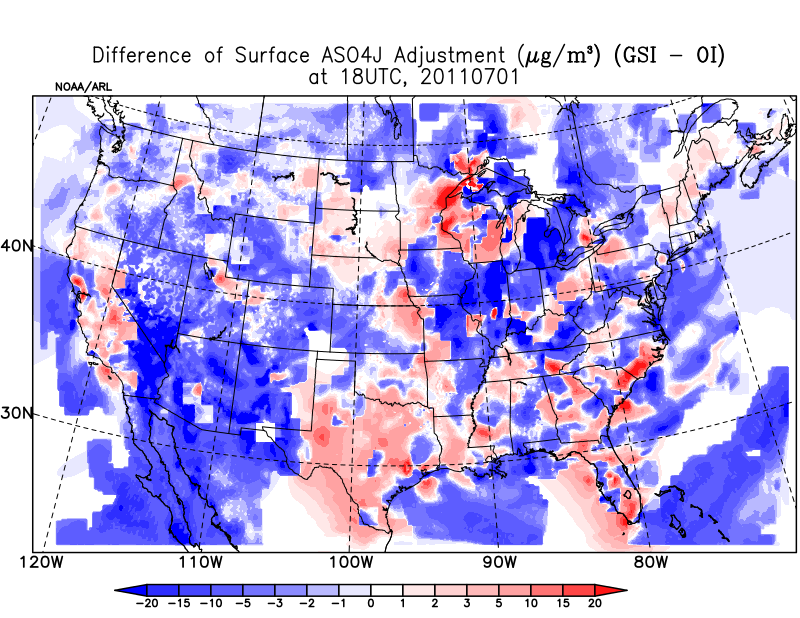 Difference of Surface ASO4J Adjustment (μg/m³) (GSI − OI)
at 18UTC, 20110701
NOAA/ARL
40N
30N
120W 110W 100W 90W 80W
−20 −15 −10 −5 −3 −2 −1 0 1 2 3 5 10 15 20